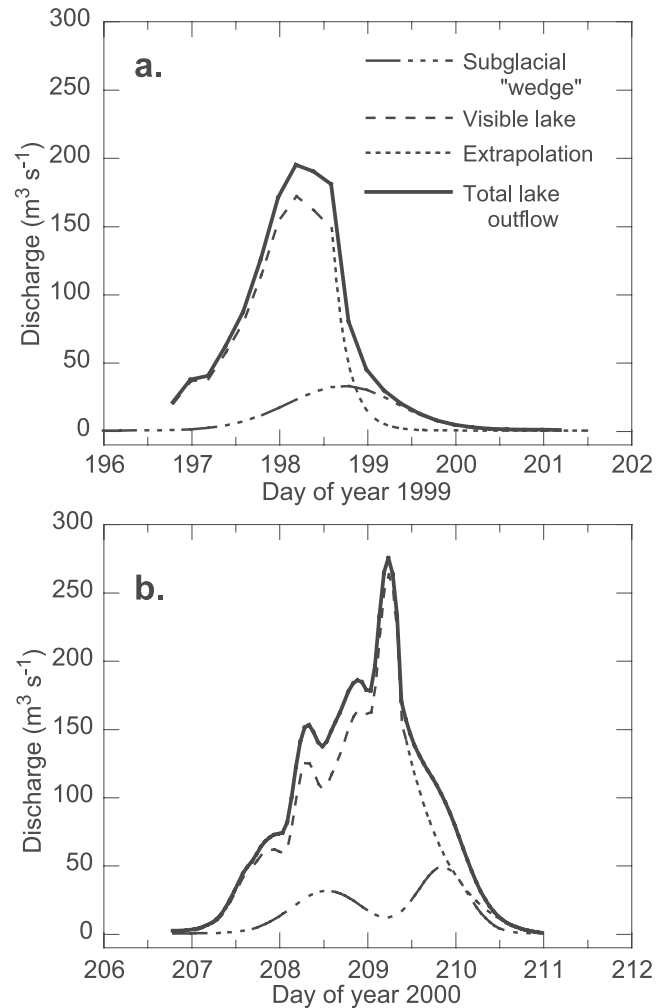 300
250
200
150
100
50
0
Discharge (m³ s⁻¹)
a.
Subglacial
"wedge"
Visible lake
Extrapolation
Total lake
outflow
196 197 198 199 200 201 202
Day of year 1999
300
250
200
150
100
50
0
Discharge (m³ s⁻¹)
b.
206 207 208 209 210 211 212
Day of year 2000